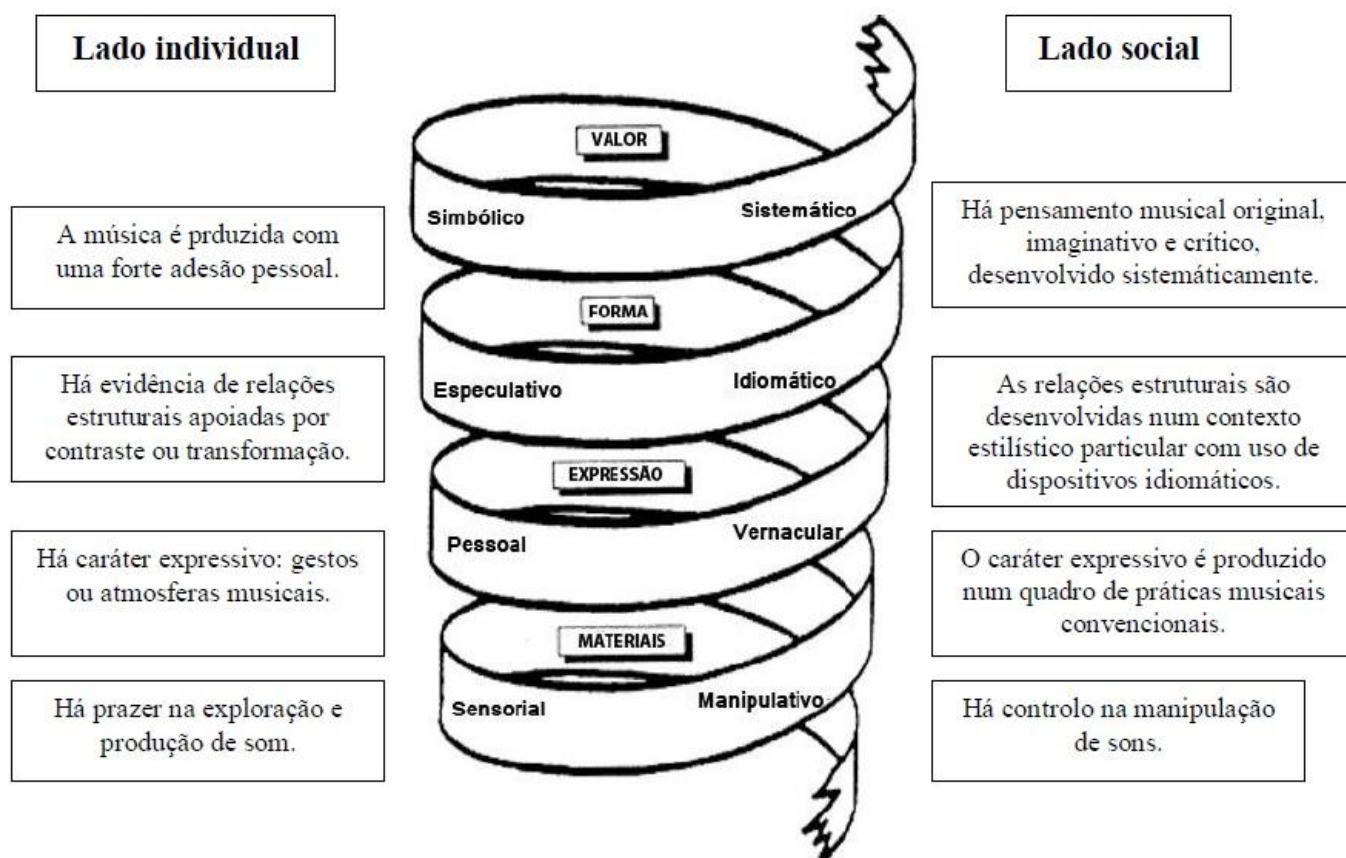 Lado individual
Lado social
VALOR
Simbólico
Sistemático
A música é prduzida com
uma forte adesão pessoal.
Há pensamento musical original,
imaginativo e crítico,
desenvolvido sistemáticamente.
FORMA
Especulativo
Idiomático
Há evidência de relações
estruturais apoiadas por
contraste ou transformação.
As relações estruturais são
desenvolvidas num contexto
estilístico particular com uso de
dispositivos idiomáticos.
EXPRESSÃO
Pessoal
Vernacular
Há caráter expressivo: gestos
ou atmosferas musicais.
O caráter expressivo é produzido
num quadro de práticas musicais
convencionais.
MATERIAIS
Sensorial
Manipulativo
Há prazer na exploração e
produção de som.
Há controlo na manipulação
de sons.